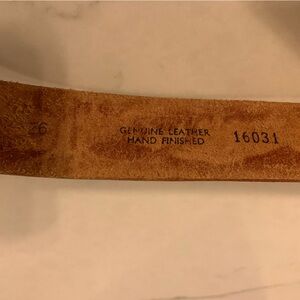 GENUINE LEATHER
HAND FINISHED
16031